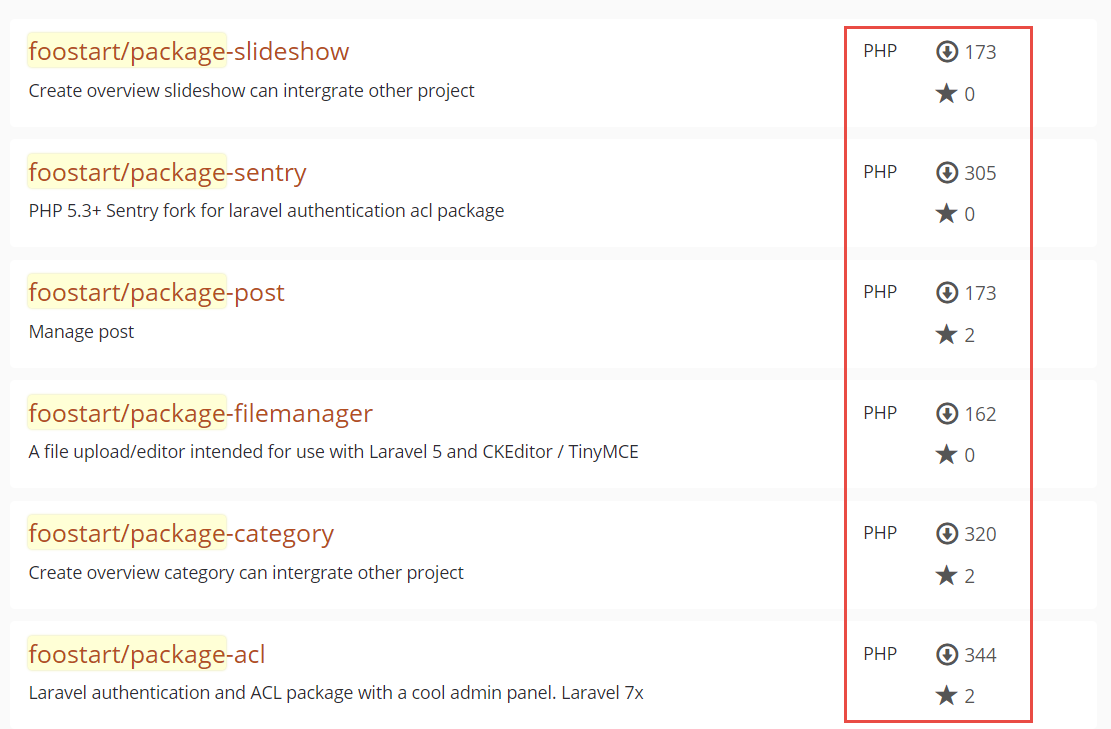 foostart/package-slideshow PHP 173
Create overview slideshow can intergrate other project 0
foostart/package-sentry PHP 305
PHP 5.3+ Sentry fork for laravel authentication acl package 0
foostart/package-post PHP 173
Manage post 2
foostart/package-filemanager PHP 162
A file upload/editor intended for use with Laravel 5 and CKEditor / TinyMCE 0
foostart/package-category PHP 320
Create overview category can intergrate other project 2
foostart/package-acl PHP 344
Laravel authentication and ACL package with a cool admin panel. Laravel 7x 2